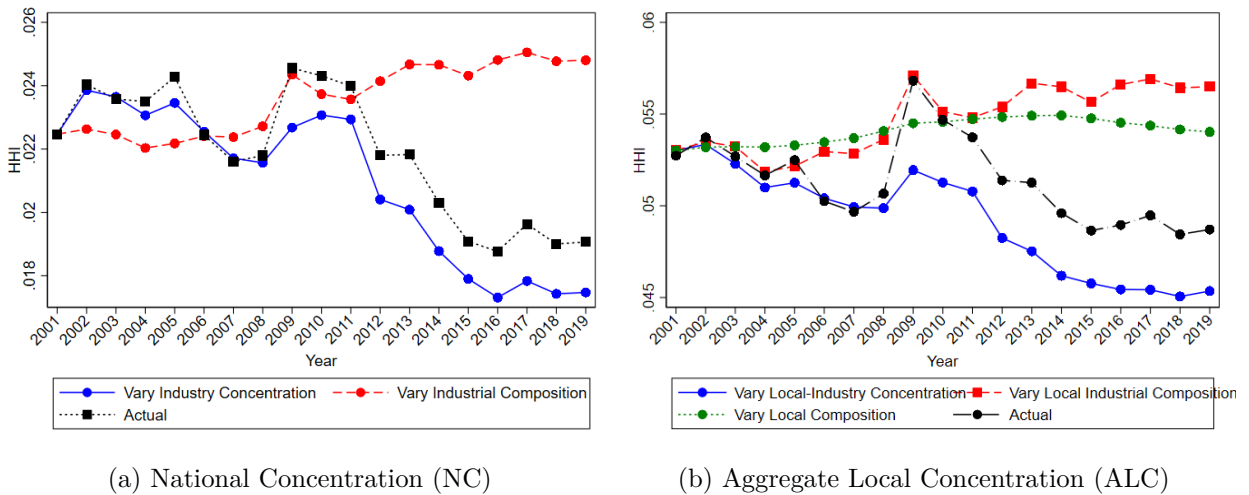 .026
.024
.022
.02
.018
HHI
2001 2002 2003 2004 2005 2006 2007 2008 2009 2010 2011 2012 2013 2014 2015 2016 2017 2018 2019
Year
Vary Industry Concentration
Vary Industrial Composition
Actual
(a) National Concentration (NC)
.06
.055
.05
.045
HHI
2001 2002 2003 2004 2005 2006 2007 2008 2009 2010 2011 2012 2013 2014 2015 2016 2017 2018 2019
Year
Vary Local-Industry Concentration
Vary Local Industrial Composition
Vary Local Composition
Actual
(b) Aggregate Local Concentration (ALC)